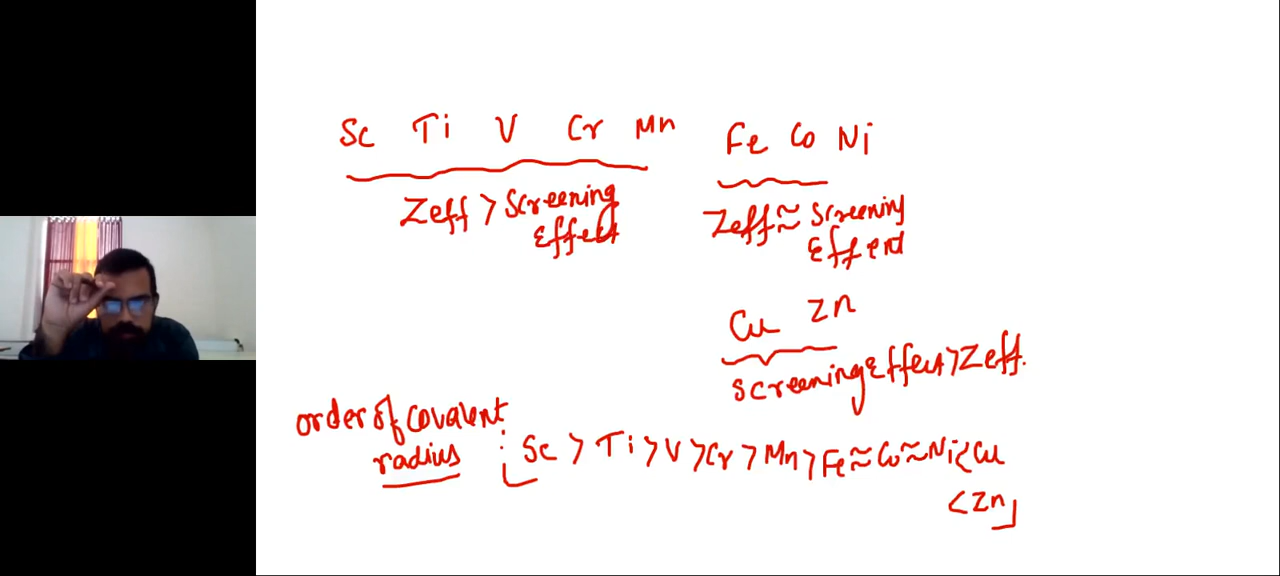 Sc Ti V Cr Mn Fe Co Ni
Zeff > Screening Effect
Zeff ≈ Screening Effect
Cu Zn
Screening Effect > Zeff.
order of covalent radius : Sc > Ti > V > Cr > Mn > Fe ≈ Co ≈ Ni < Cu
< Zn